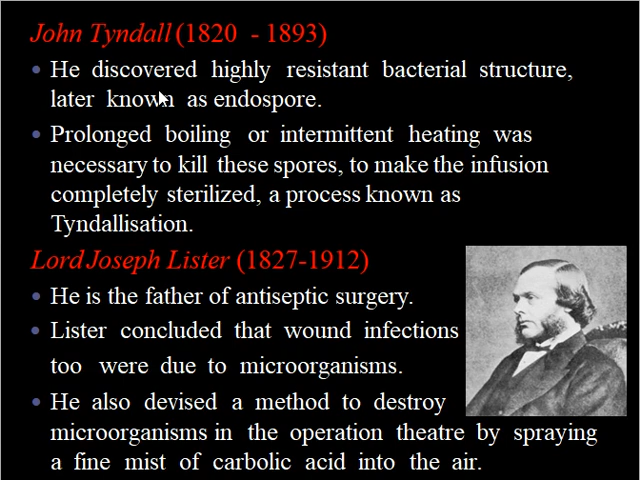 John Tyndall (1820 - 1893)
• He discovered highly resistant bacterial structure,
later known as endospore.
• Prolonged boiling or intermittent heating was
necessary to kill these spores, to make the infusion
completely sterilized, a process known as
Tyndallisation.
Lord Joseph Lister (1827-1912)
• He is the father of antiseptic surgery.
• Lister concluded that wound infections
too were due to microorganisms.
• He also devised a method to destroy
microorganisms in the operation theatre by spraying
a fine mist of carbolic acid into the air.